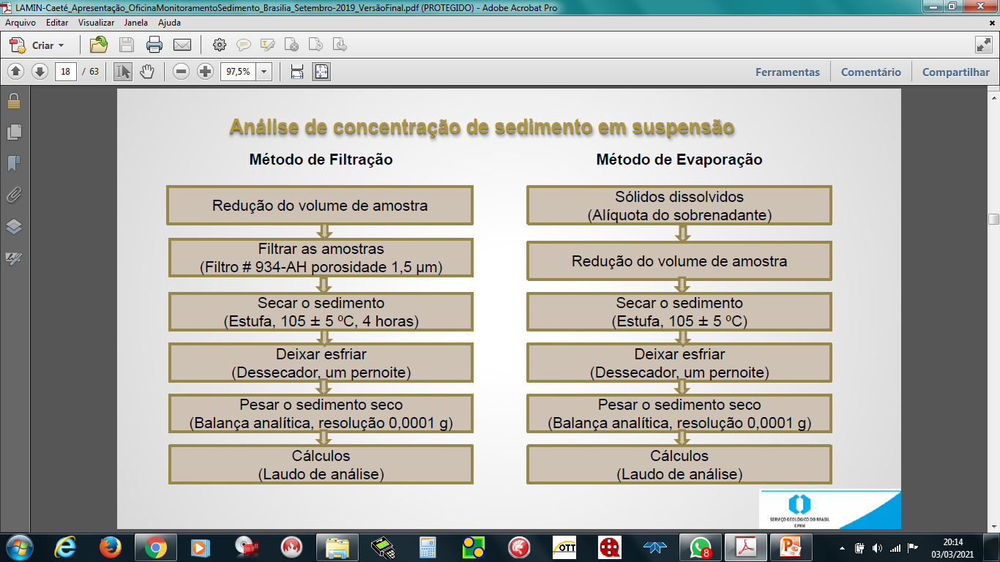 LAMIN-Caeté_Apresentação_OficinaMonitoramentoSedimento_Brasilia_Setembro-2019_VersãoFinal.pdf (PROTEGIDO) - Adobe Acrobat Pro
Arquivo Editar Visualizar Janela Ajuda
Criar
18 / 63 97,5% Ferramentas Comentário Compartilhar
Análise de concentração de sedimento em suspensão
Método de Filtração
Redução do volume de amostra
Filtrar as amostras
(Filtro # 934-AH porosidade 1,5 µm)
Secar o sedimento
(Estufa, 105 ± 5 ºC, 4 horas)
Deixar esfriar
(Dessecador, um pernoite)
Pesar o sedimento seco
(Balança analítica, resolução 0,0001 g)
Cálculos
(Laudo de análise)
Método de Evaporação
Sólidos dissolvidos
(Alíquota do sobrenadante)
Redução do volume de amostra
Secar o sedimento
(Estufa, 105 ± 5 ºC)
Deixar esfriar
(Dessecador, um pernoite)
Pesar o sedimento seco
(Balança analítica, resolução 0,0001 g)
Cálculos
(Laudo de análise)
SERVIÇO GEOLÓGICO DO BRASIL
CPRM
OTT
8
20:14
03/03/2021